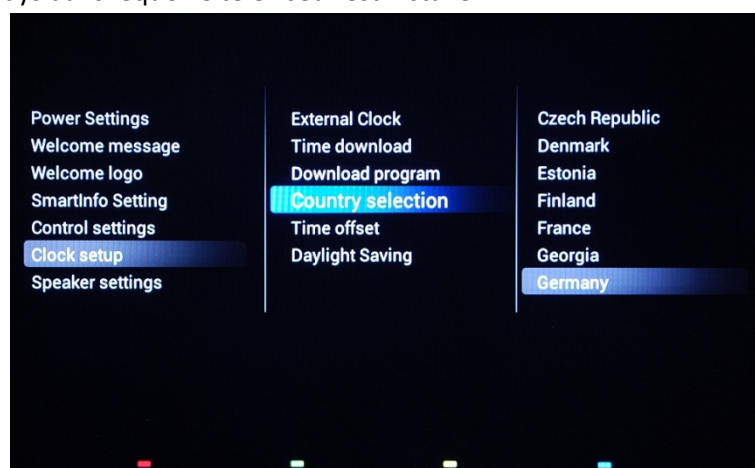 Power Settings
Welcome message
Welcome logo
SmartInfo Setting
Control settings
Clock setup
Speaker settings
External Clock
Time download
Download program
Country selection
Time offset
Daylight Saving
Czech Republic
Denmark
Estonia
Finland
France
Georgia
Germany